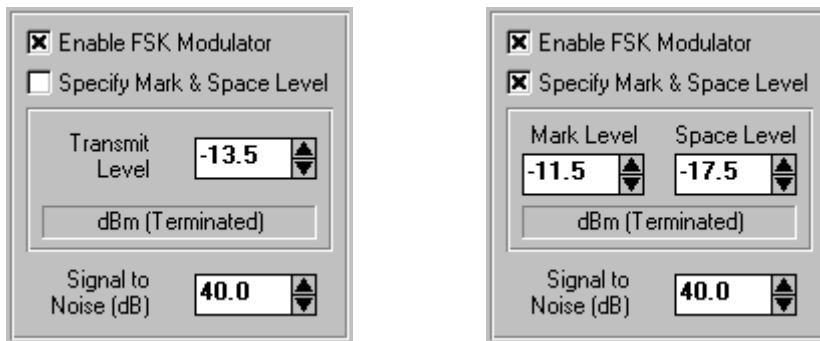 Enable FSK Modulator
Specify Mark & Space Level
Transmit
Level
-13.5
dBm (Terminated)
Signal to
Noise (dB)
40.0
Enable FSK Modulator
Specify Mark & Space Level
Mark Level
Space Level
-11.5
-17.5
dBm (Terminated)
Signal to
Noise (dB)
40.0